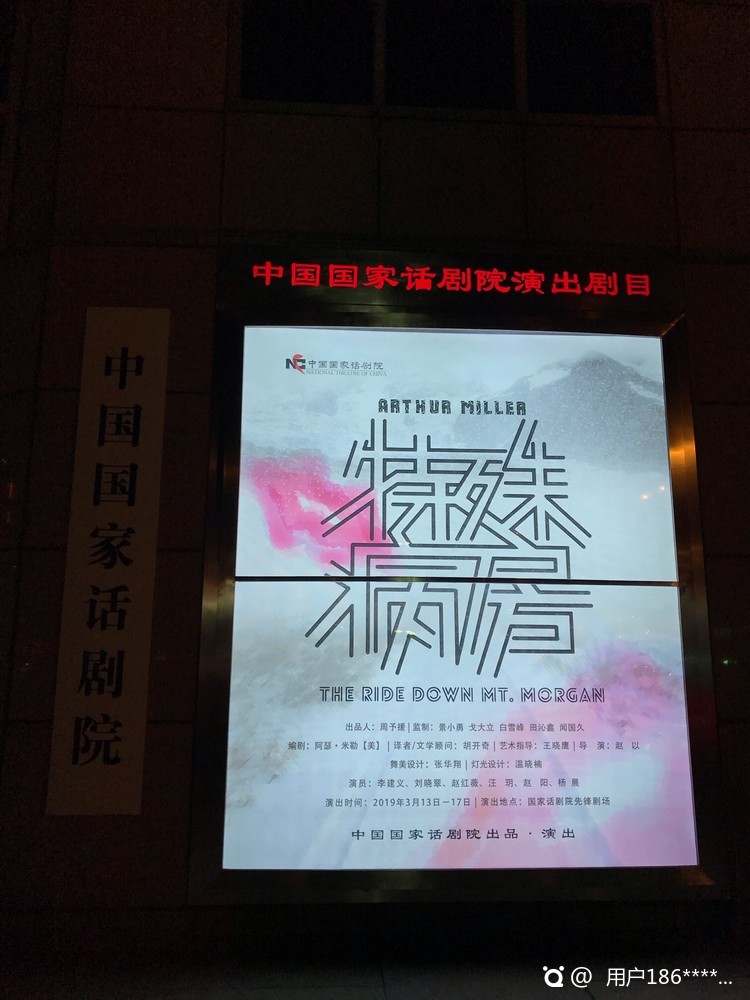 中国国家话剧院演出剧目
中国国家话剧院
NC 中国国家话剧院
NATIONAL THEATRE OF CHINA
ARTHUR MILLER
特殊
病房
THE RIDE DOWN MT. MORGAN
出品人：周予援 | 监制：景小勇 戈大立 白雪峰 田沁鑫 闻国久
编剧：阿瑟·米勒【美】 | 译者/文学顾问：胡开奇 | 艺术指导：王晓鹰 | 导 演：赵 以
舞美设计：张华翔 | 灯光设计：温晓楠
演员：李建义、刘晓翠、赵红薇、汪 玥、赵 阳、杨 晨
演出时间：2019年3月13日—17日 | 演出地点：国家话剧院先锋剧场
中国国家话剧院出品·演出
@ 用户186****...